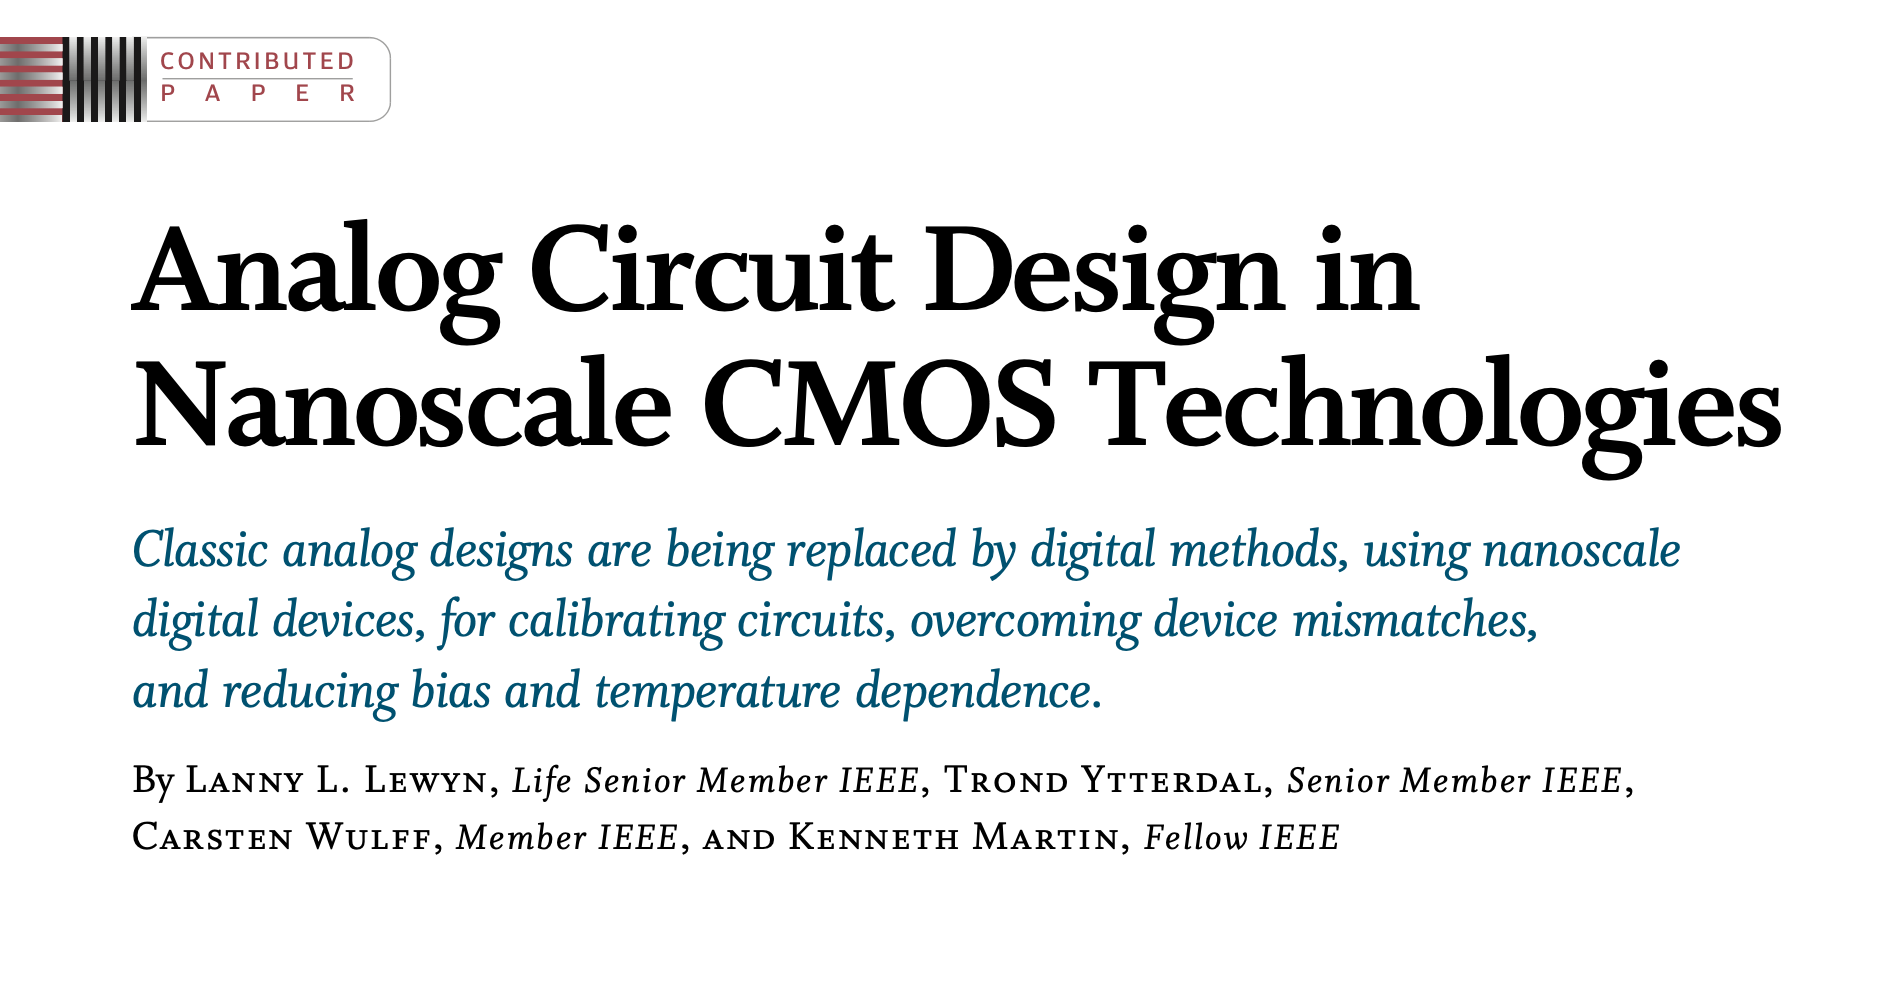 CONTRIBUTED
PAPER
Analog Circuit Design in
Nanoscale CMOS Technologies
Classic analog designs are being replaced by digital methods, using nanoscale
digital devices, for calibrating circuits, overcoming device mismatches,
and reducing bias and temperature dependence.
By Lanny L. Lewyn, Life Senior Member IEEE, Trond Ytterdal, Senior Member IEEE,
Carsten Wulff, Member IEEE, and Kenneth Martin, Fellow IEEE